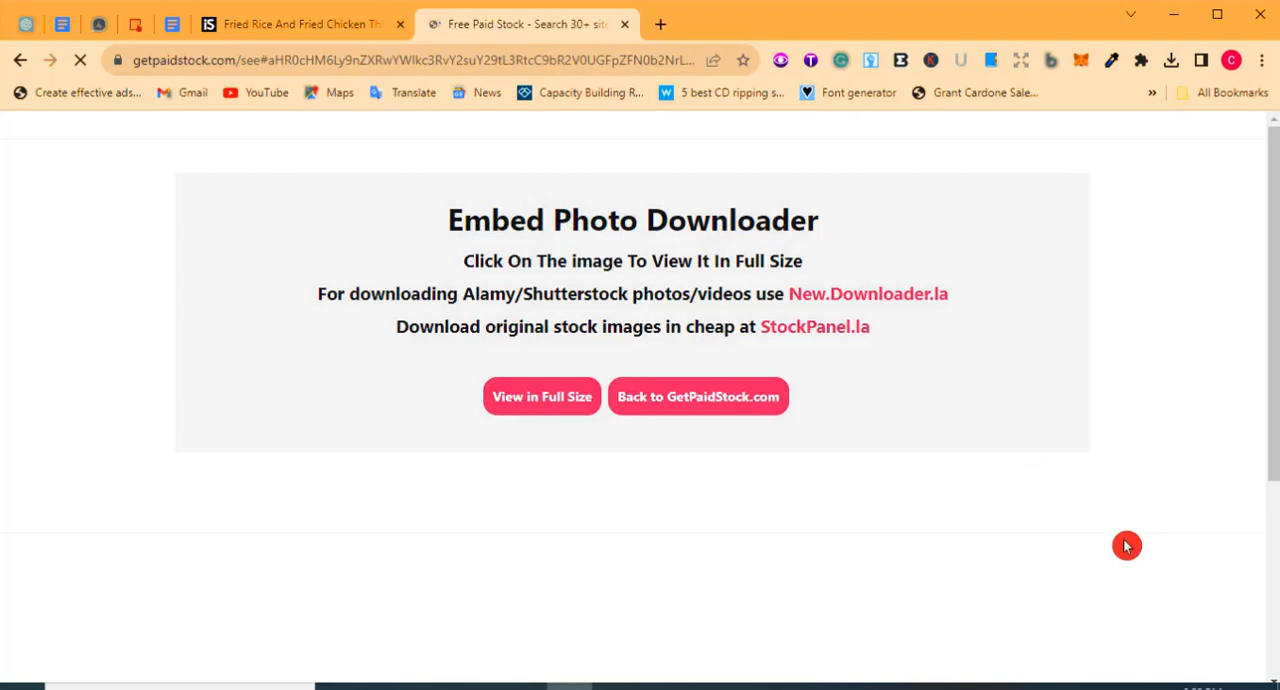 Fried Rice And Fried Chicken Th
Free Paid Stock - Search 30+ site
getpaidstock.com/see#aHR0cHM6Ly9nZXRwYWlkc3RvY2suY29tL3RtcC9bR2V0UGFpZFN0b2NrL...
Create effective ads...
Gmail
YouTube
Maps
Translate
News
Capacity Building R...
5 best CD ripping s...
Font generator
Grant Cardone Sale...
»
All Bookmarks
Embed Photo Downloader
Click On The image To View It In Full Size
For downloading Alamy/Shutterstock photos/videos use New.Downloader.la
Download original stock images in cheap at StockPanel.la
View in Full Size
Back to GetPaidStock.com